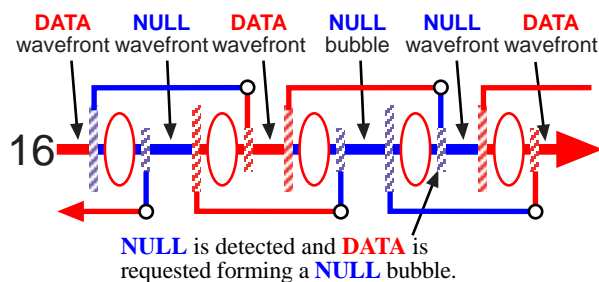 DATA NULL DATA NULL NULL DATA
wavefront wavefront wavefront bubble wavefront wavefront
16
NULL is detected and DATA is
requested forming a NULL bubble.